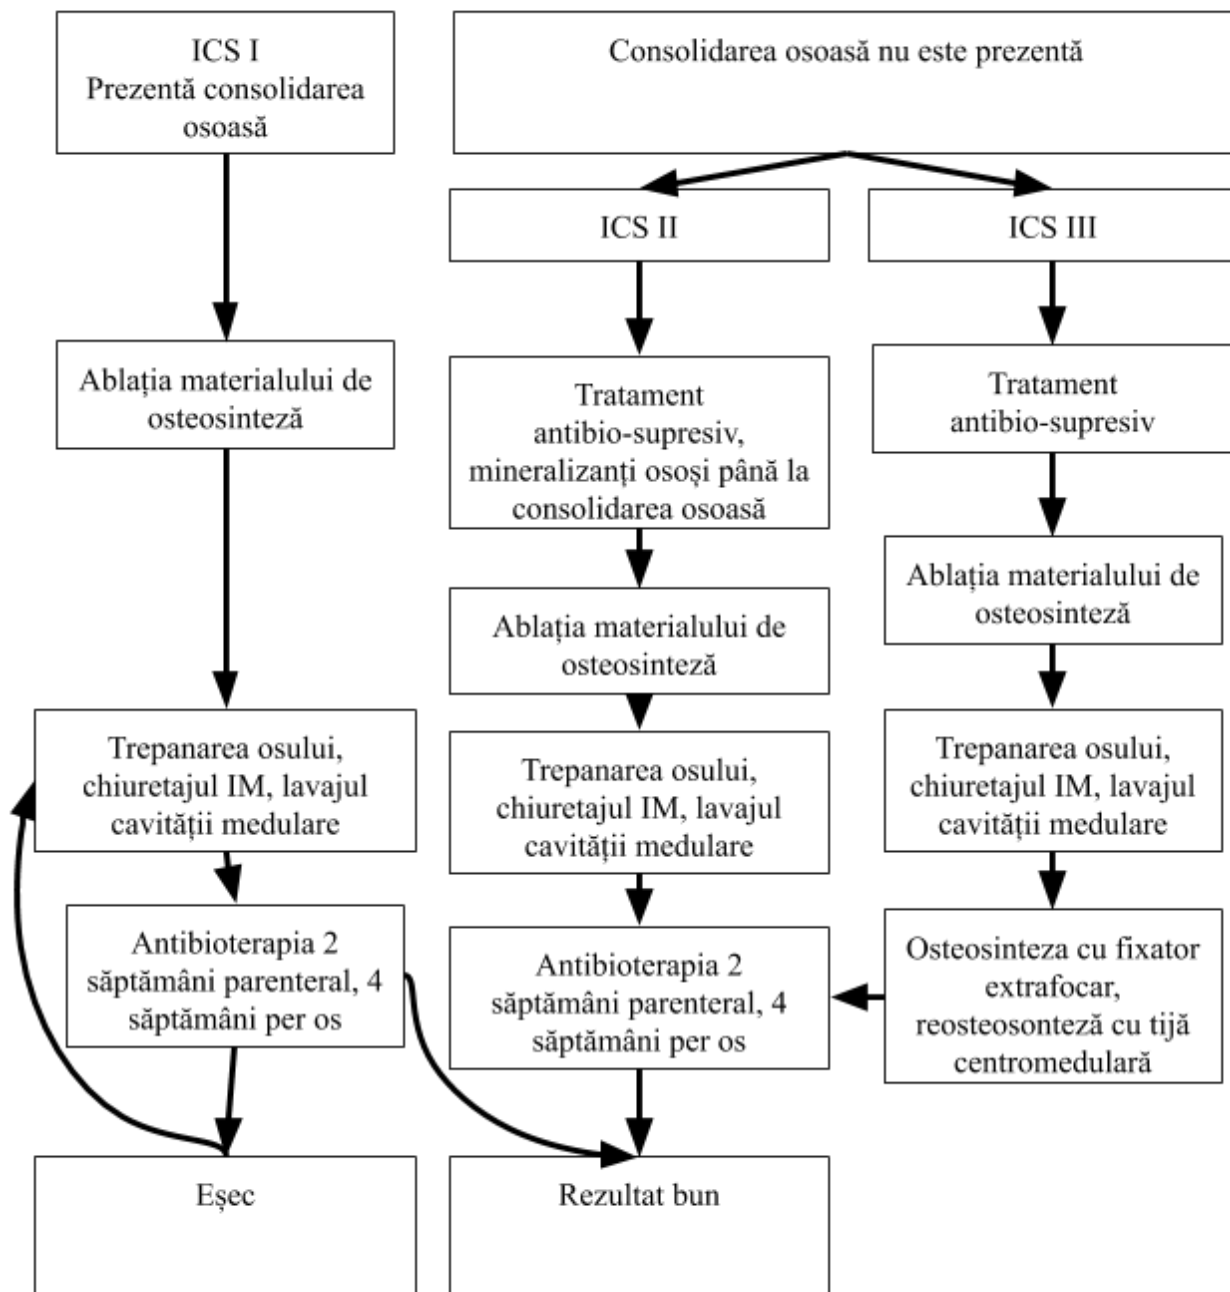 ICS I
Prezentă consolidarea
osoasă
Consolidarea osoasă nu este prezentă
ICS II
ICS III
Ablația materialului de
osteosinteză
Tratament
antibio-supresiv,
mineralizanți osoși până la
consolidarea osoasă
Tratament
antibio-supresiv
Ablația materialului de
osteosinteză
Ablația materialului de
osteosinteză
Trepanarea osului,
chiuretajul IM, lavajul
cavității medulare
Trepanarea osului,
chiuretajul IM, lavajul
cavității medulare
Trepanarea osului,
chiuretajul IM, lavajul
cavității medulare
Antibioterapia 2
săptămâni parenteral, 4
săptămâni per os
Antibioterapia 2
săptămâni parenteral, 4
săptămâni per os
Osteosinteza cu fixator
extrafocar,
reosteosonteză cu tijă
centromedulară
Eșec
Rezultat bun